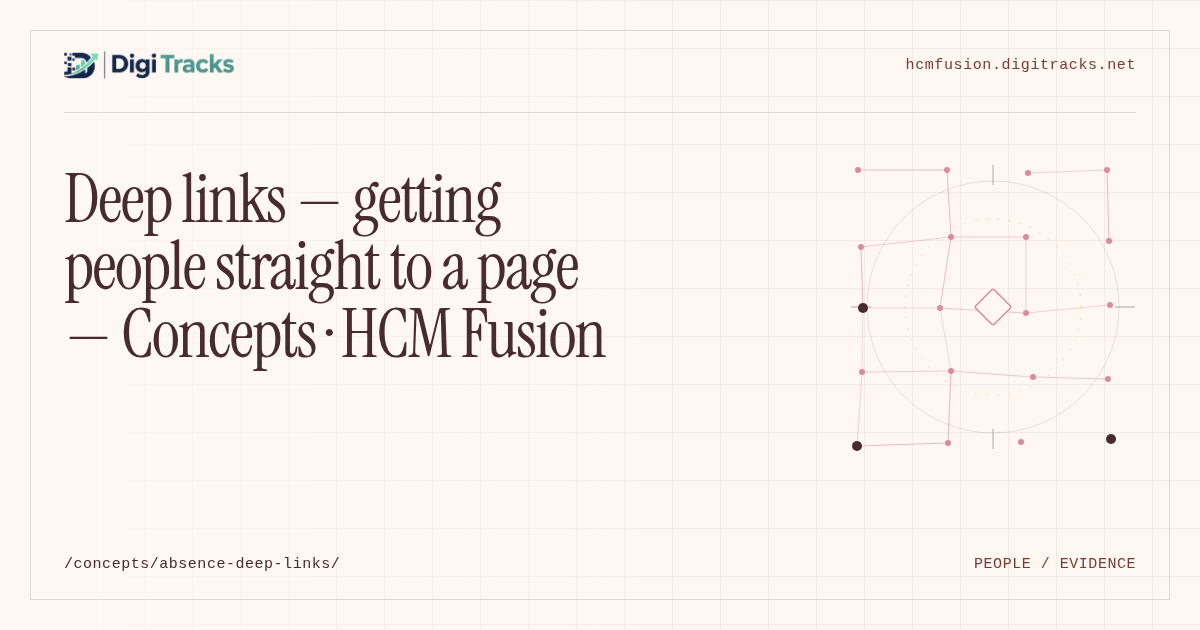 Digi Tracks
hcmfusion.digitracks.net
Deep links — getting
people straight to a page
— Concepts · HCM Fusion
/concepts/absence-deep-links/
PEOPLE / EVIDENCE